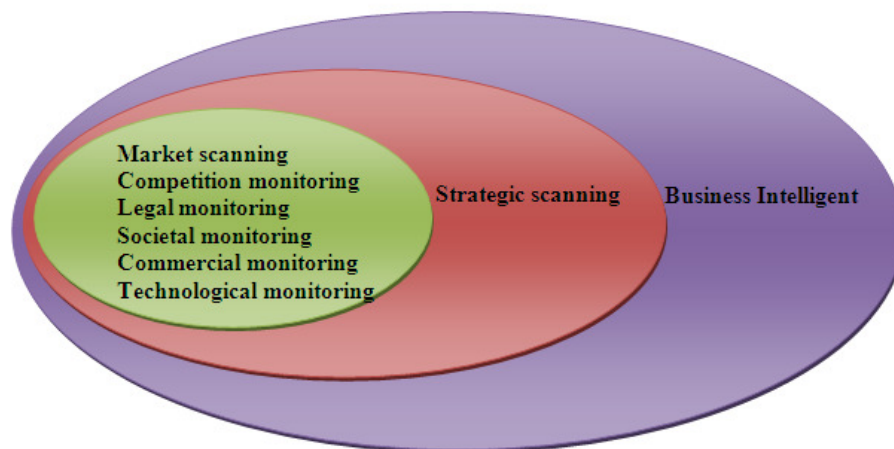 Market scanning
Competition monitoring
Legal monitoring
Societal monitoring
Commercial monitoring
Technological monitoring
Strategic scanning
Business Intelligent